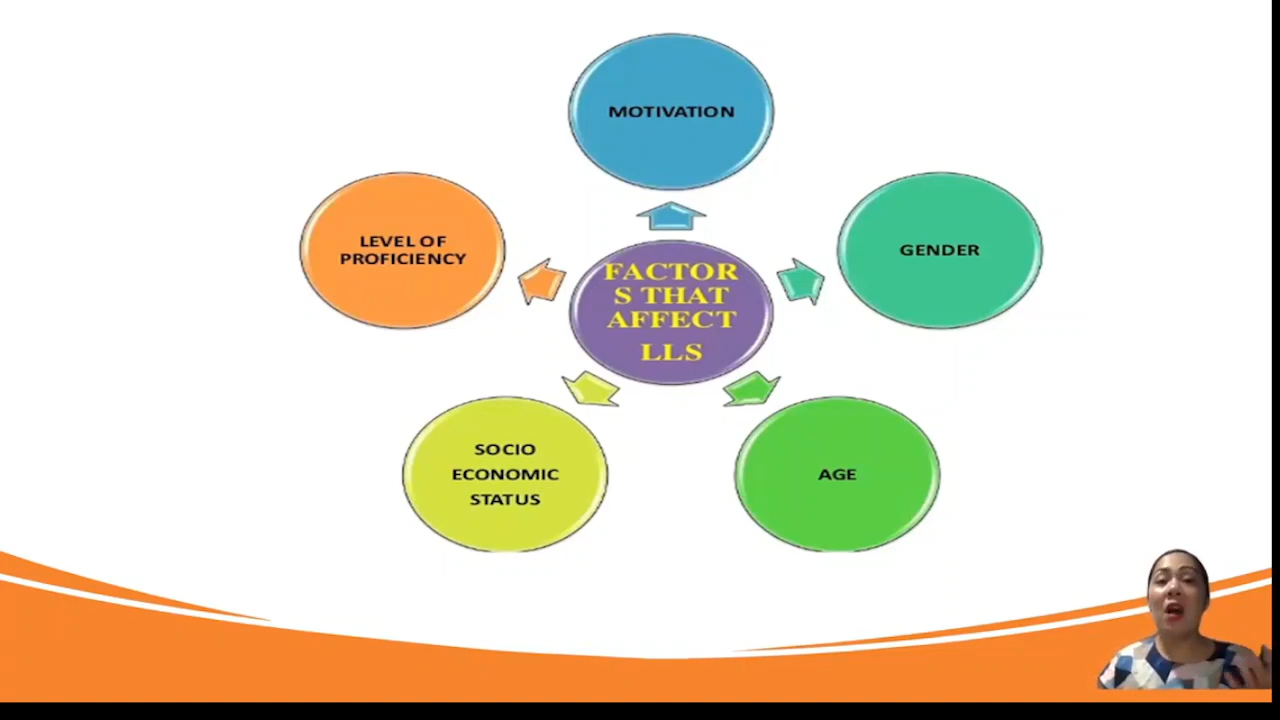 MOTIVATION
LEVEL OF
PROFICIENCY
GENDER
FACTOR
S THAT
AFFECT
LLS
SOCIO
ECONOMIC
STATUS
AGE